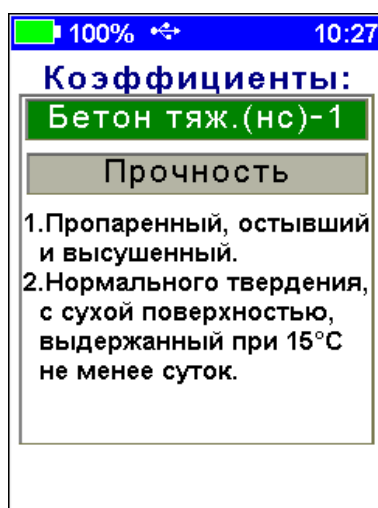 100% 10:27
Коэффициенты:
Бетон тяж.(нс)-1
Прочность
1.Пропаренный, остывший
и высушенный.
2.Нормального твердения,
с сухой поверхностью,
выдержанный при 15°C
не менее суток.